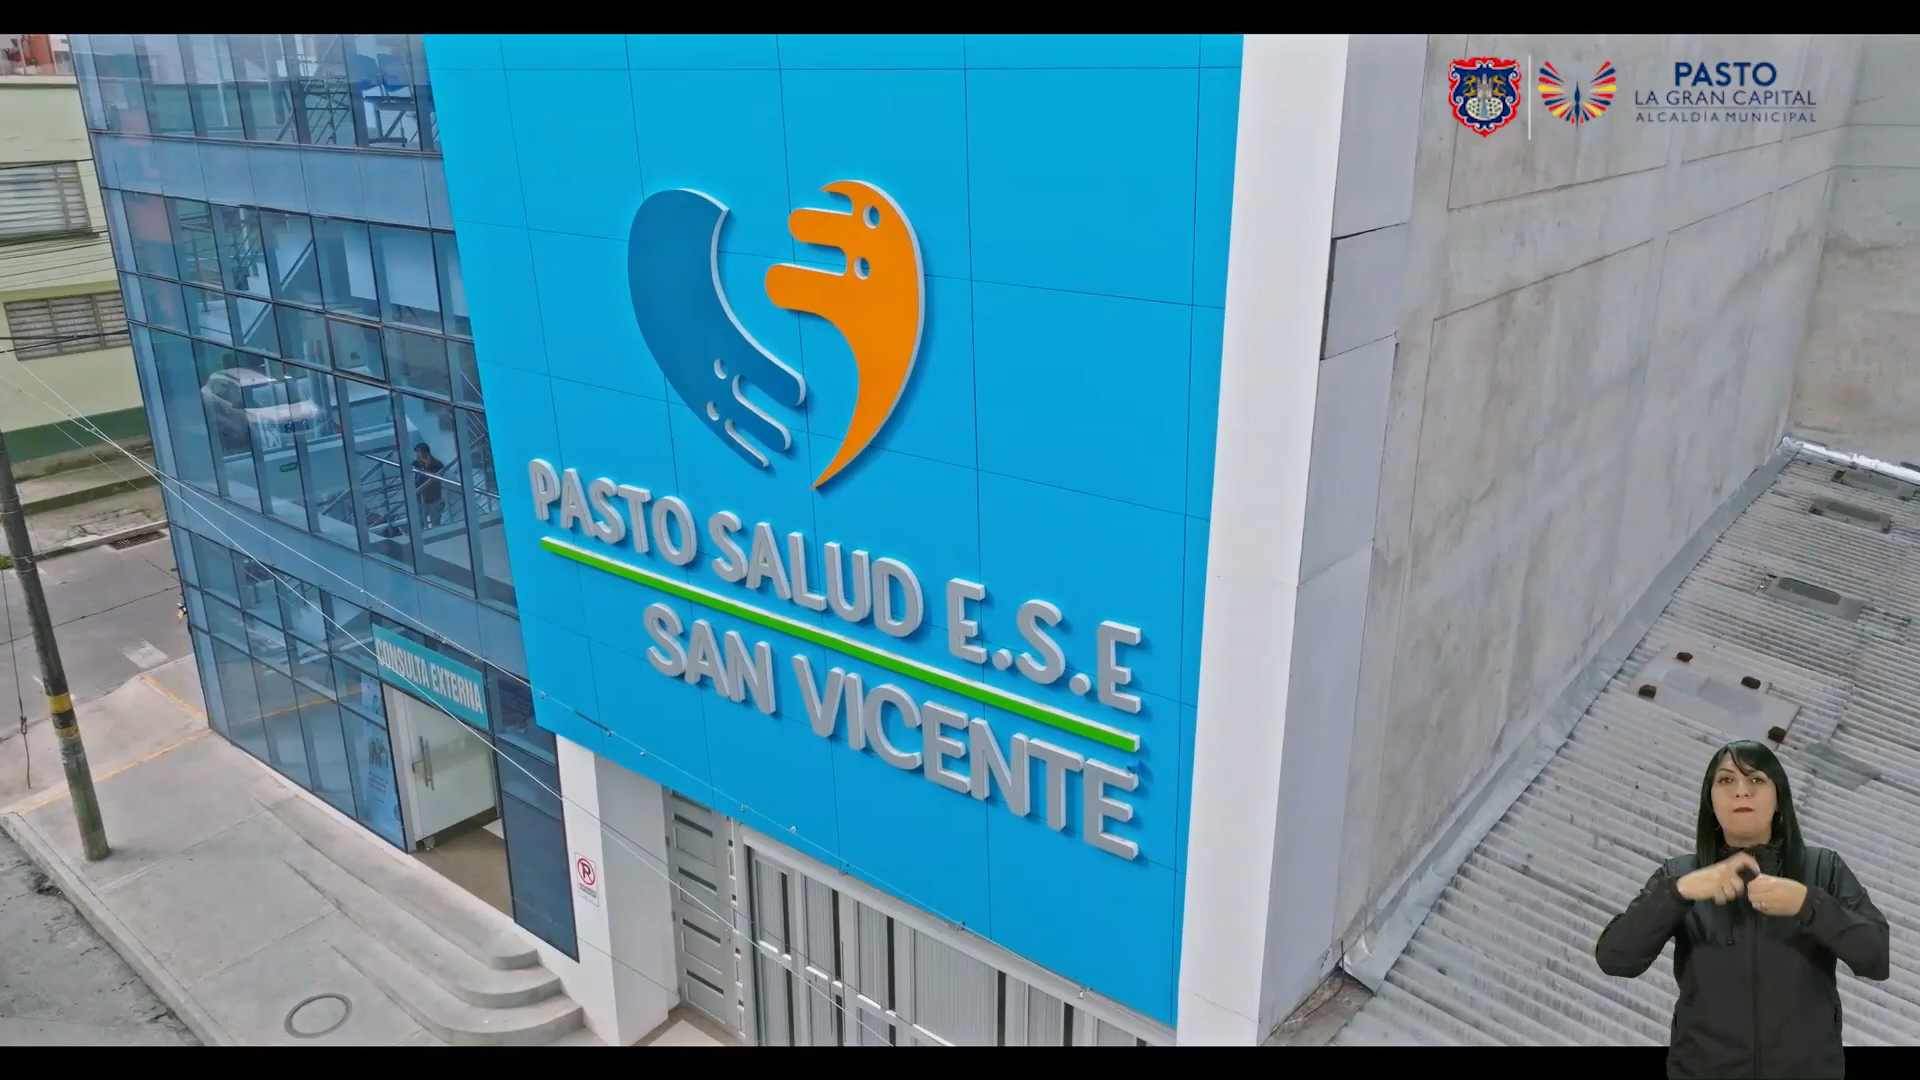 PASTO
LA GRAN CAPITAL
ALCALDÍA MUNICIPAL
PASTO SALUD E.S.E
SAN VICENTE
CONSULTA EXTERNA